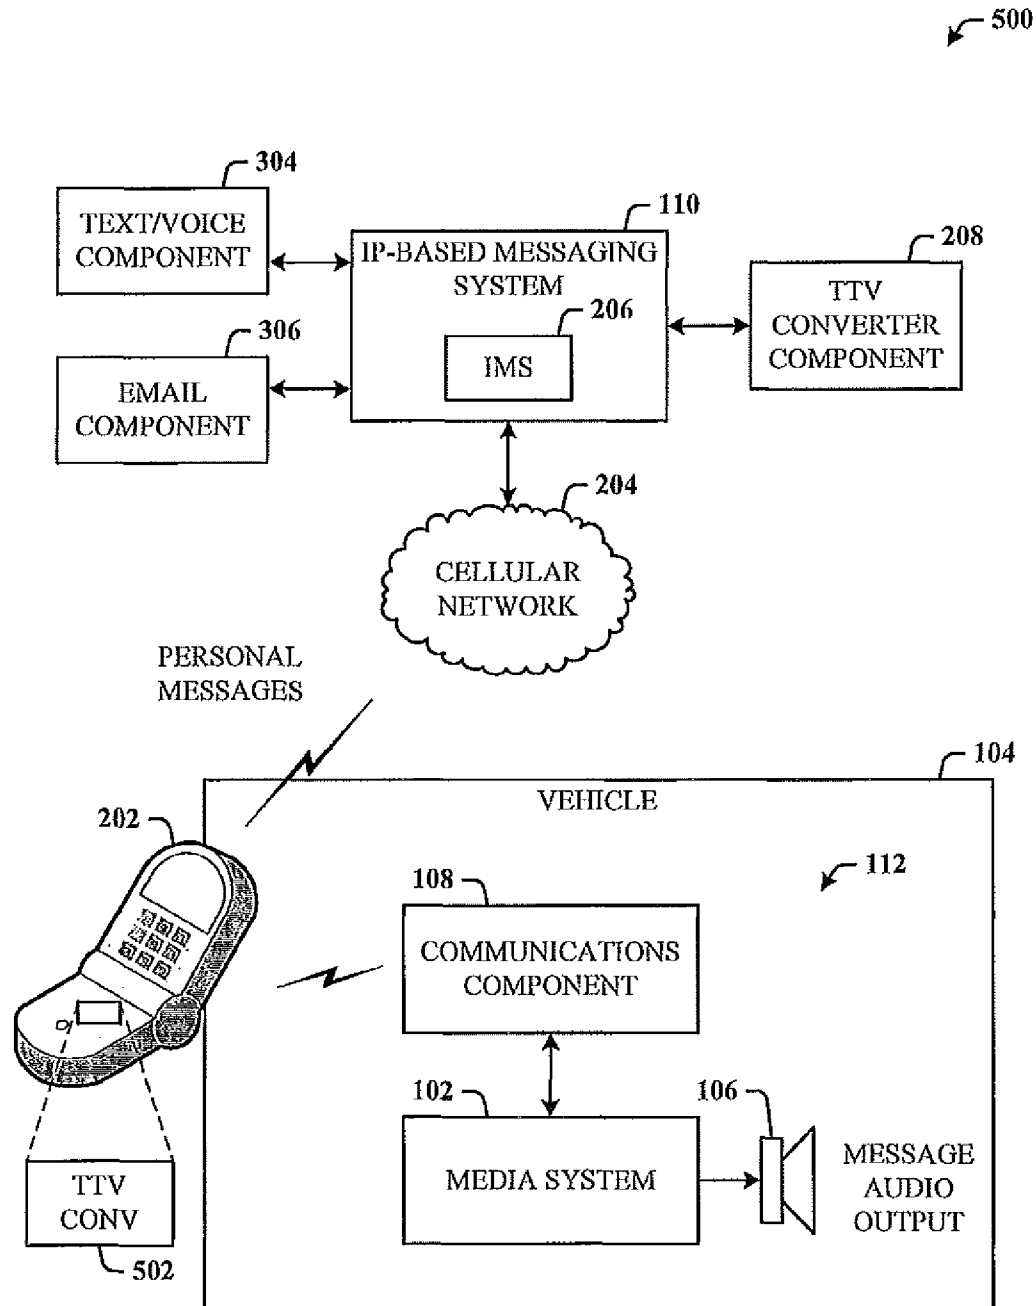 500
304
TEXT/VOICE
COMPONENT
110
IP-BASED MESSAGING
SYSTEM
206
IMS
208
TTV
CONVERTER
COMPONENT
306
EMAIL
COMPONENT
204
CELLULAR
NETWORK
PERSONAL
MESSAGES
104
VEHICLE
202
112
108
COMMUNICATIONS
COMPONENT
102
MEDIA SYSTEM
106
MESSAGE
AUDIO
OUTPUT
TTV
CONV
502